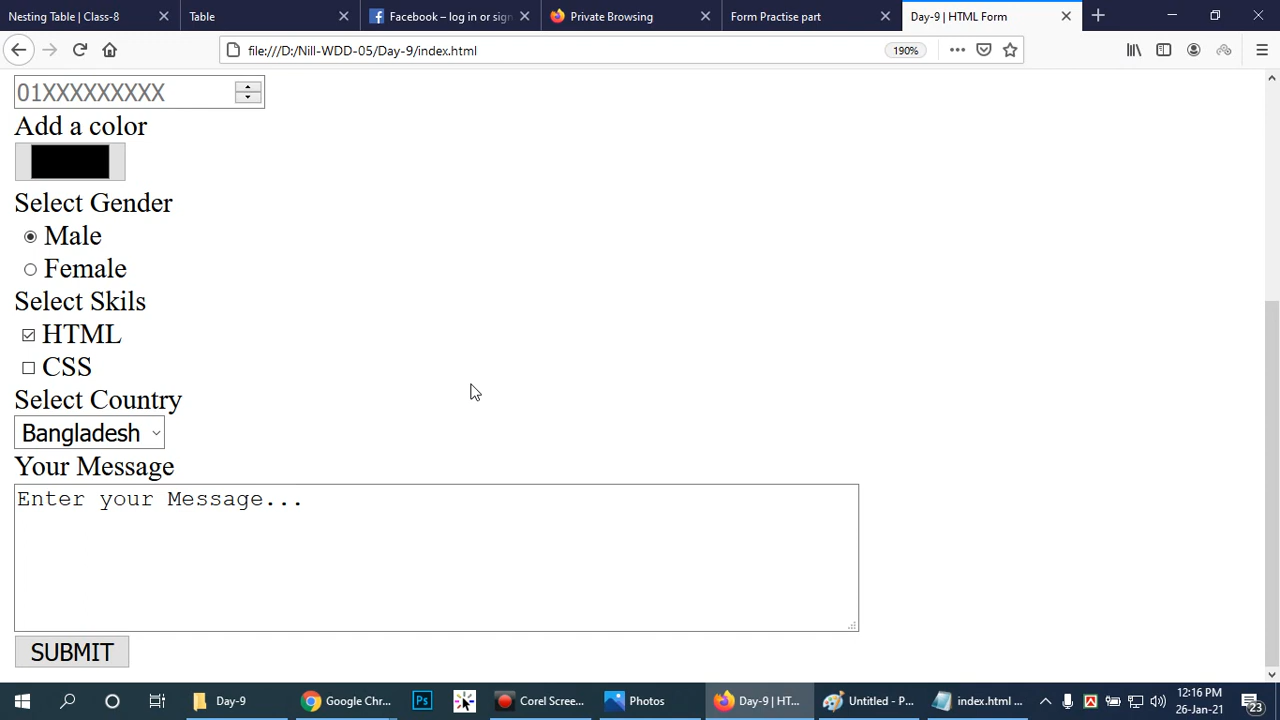 Nesting Table | Class-8
Table
Facebook – log in or sign
Private Browsing
Form Practise part
Day-9 | HTML Form
file:///D:/Nill-WDD-05/Day-9/index.html
190%
01XXXXXXXXX
Add a color
Select Gender
Male
Female
Select Skils
HTML
CSS
Select Country
Bangladesh
Your Message
Enter your Message...
SUBMIT
Day-9
Google Chr...
Ps
Corel Scree...
Photos
Day-9 | HT...
Untitled - P...
index.html ...
A
12:16 PM
26-Jan-21
23